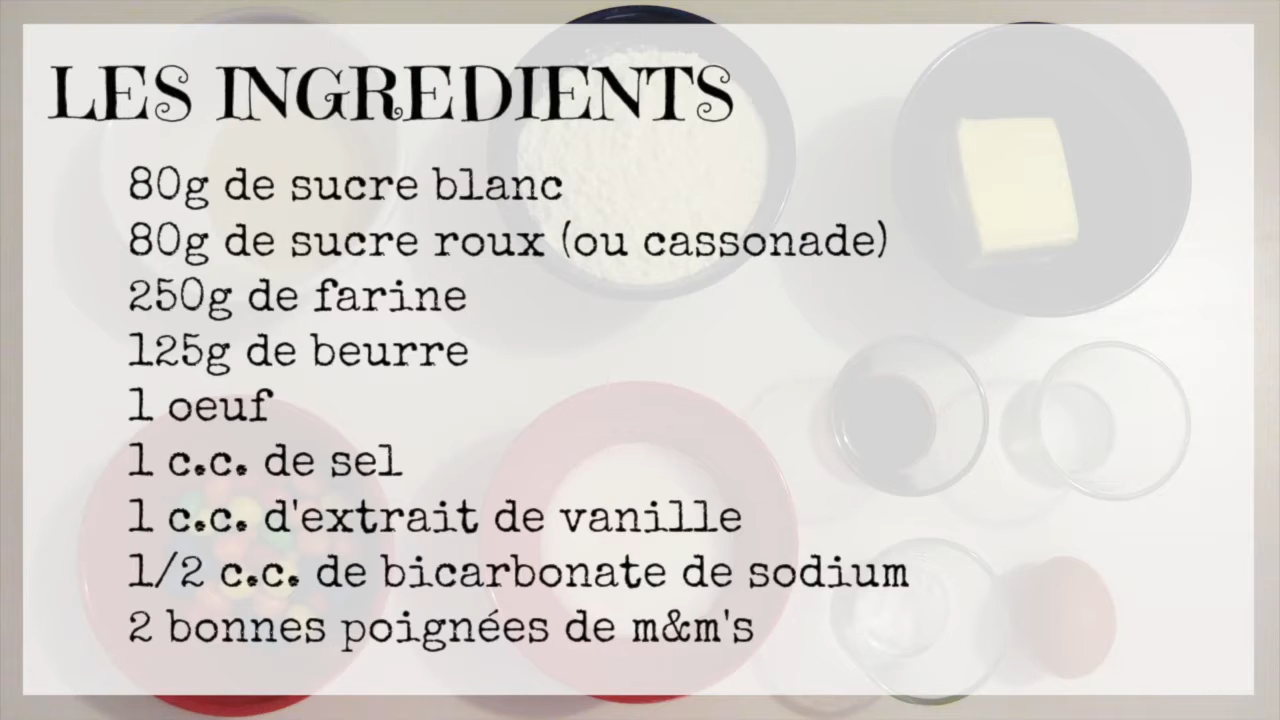 LES INGREDIENTS
80g de sucre blanc
80g de sucre roux (ou cassonade)
250g de farine
125g de beurre
1 oeuf
1 c.c. de sel
1 c.c. d'extrait de vanille
1/2 c.c. de bicarbonate de sodium
2 bonnes poignées de m&m's